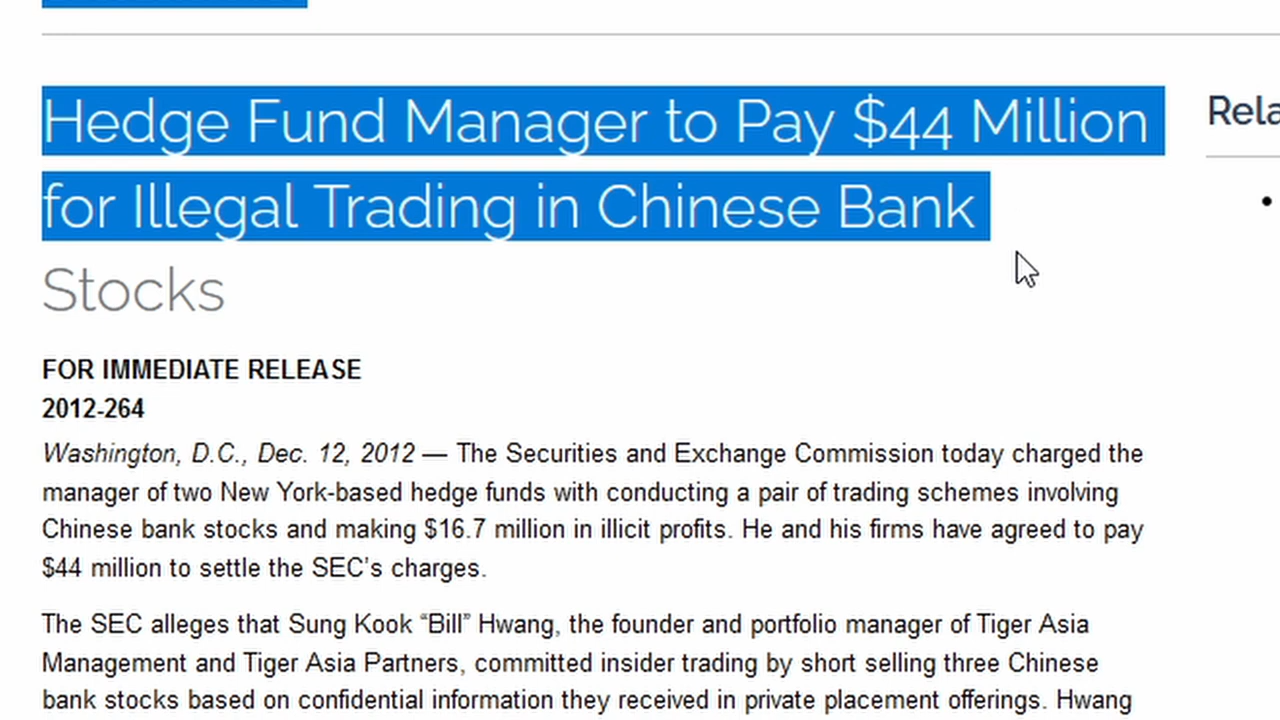 Hedge Fund Manager to Pay $44 Million
for Illegal Trading in Chinese Bank
Stocks
FOR IMMEDIATE RELEASE
2012-264
Washington, D.C., Dec. 12, 2012 — The Securities and Exchange Commission today charged the
manager of two New York-based hedge funds with conducting a pair of trading schemes involving
Chinese bank stocks and making $16.7 million in illicit profits. He and his firms have agreed to pay
$44 million to settle the SEC's charges.
The SEC alleges that Sung Kook “Bill” Hwang, the founder and portfolio manager of Tiger Asia
Management and Tiger Asia Partners, committed insider trading by short selling three Chinese
bank stocks based on confidential information they received in private placement offerings. Hwang